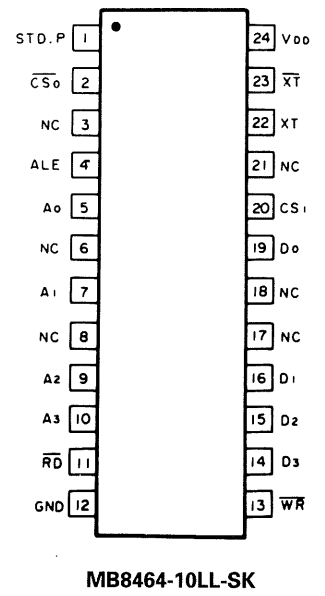 STD.P 1 24 VDD
CS0 2 23 XT
NC 3 22 XT
ALE 4 21 NC
A0 5 20 CS1
NC 6 19 D0
A1 7 18 NC
NC 8 17 NC
A2 9 16 D1
A3 10 15 D2
RD 11 14 D3
GND 12 13 WR
MB8464-10LL-SK